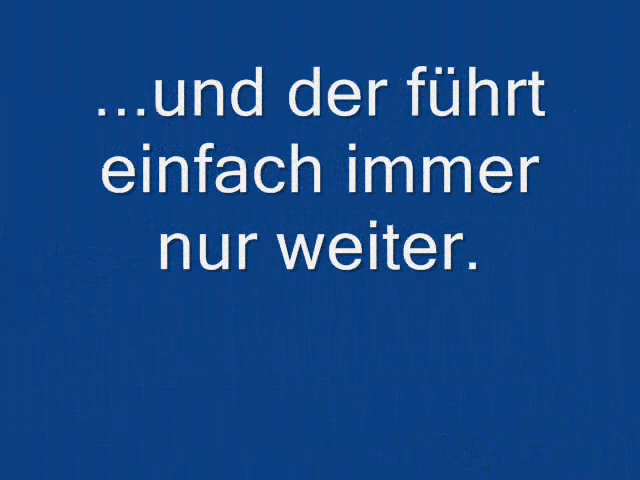 ...und der führt
einfach immer
nur weiter.